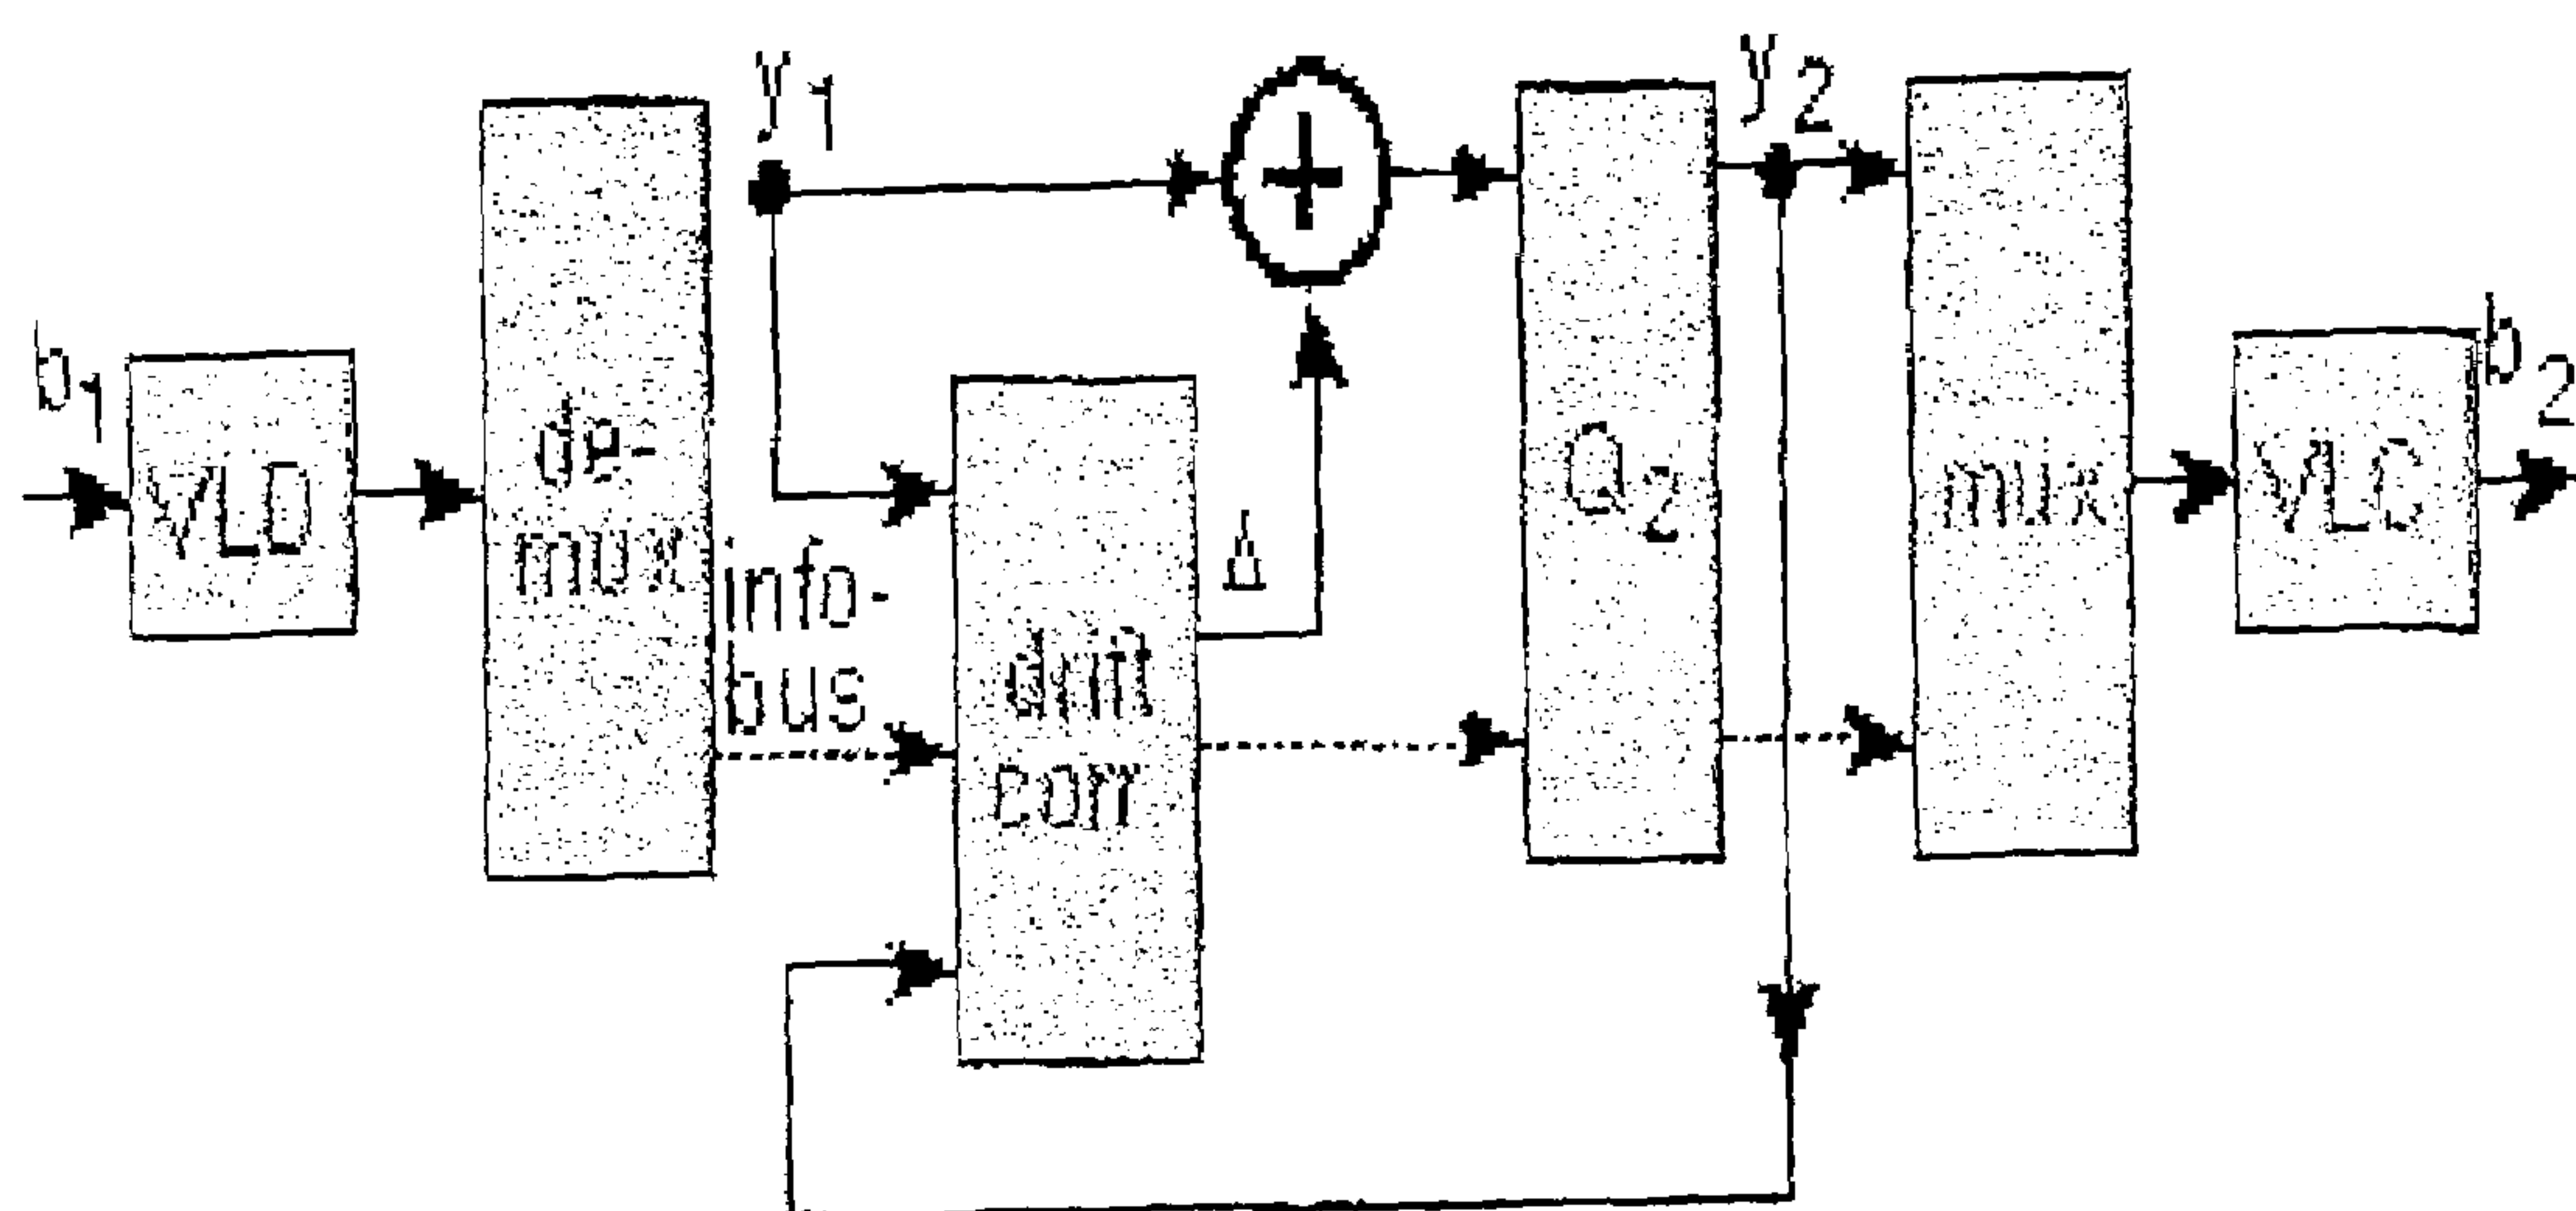 b1
VLD
de-
mux
y1
info-
bus
drift
corr
Δ
+
Q2
y2
mux
VLC
b2